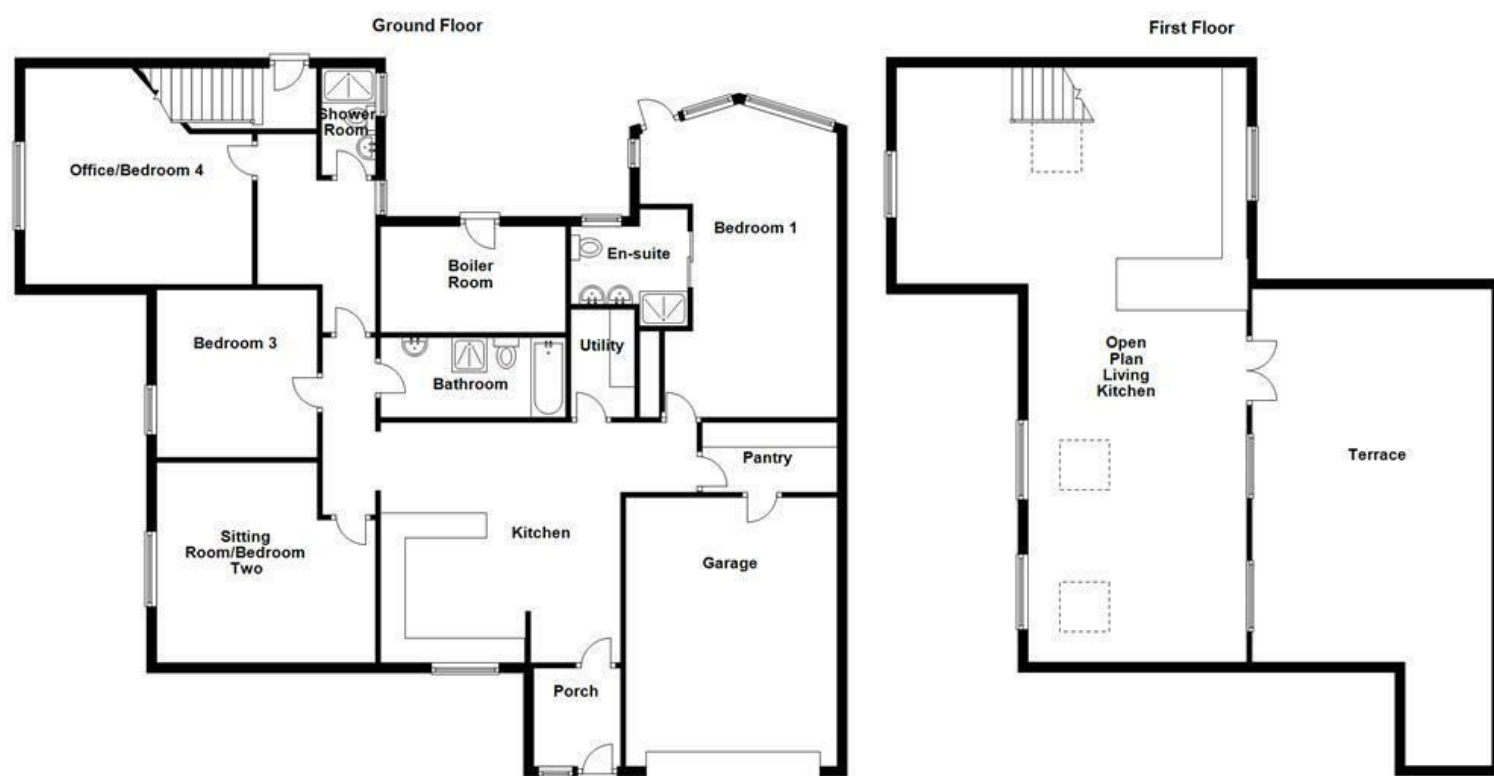 Ground Floor
First Floor
Shower
Room
Office/Bedroom 4
Bedroom 1
En-suite
Boiler
Room
Bedroom 3
Utility
Bathroom
Open
Plan
Living
Kitchen
Pantry
Terrace
Sitting
Room/Bedroom
Two
Kitchen
Garage
Porch